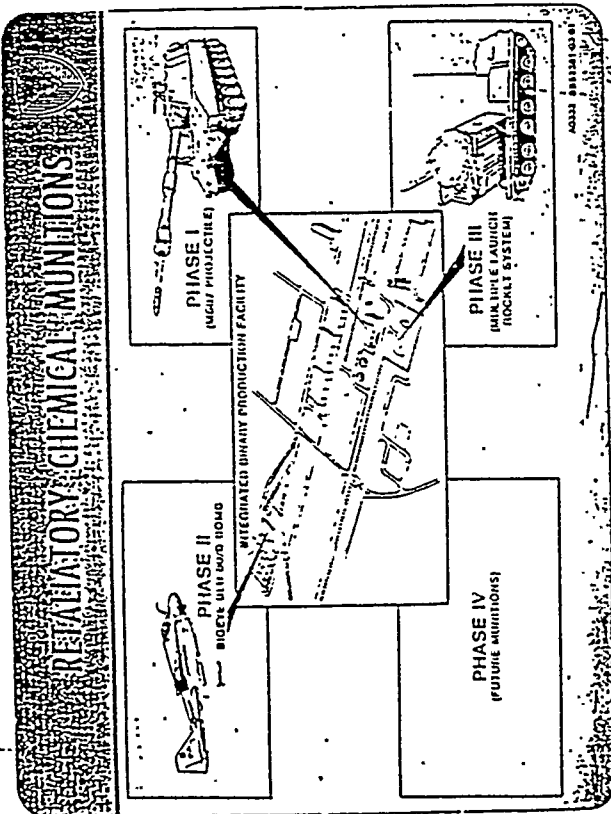 RETALIATORY CHEMICAL MUNITIONS
PHASE II
BIGEYE BOMB
PHASE I
PROJECTILE)
INTEGRATED BINARY PRODUCTION FACILITY
PHASE IV
(FUTURE MUNITIONS)
PHASE III
(MULTIPLE LAUNCH
ROCKET SYSTEM)